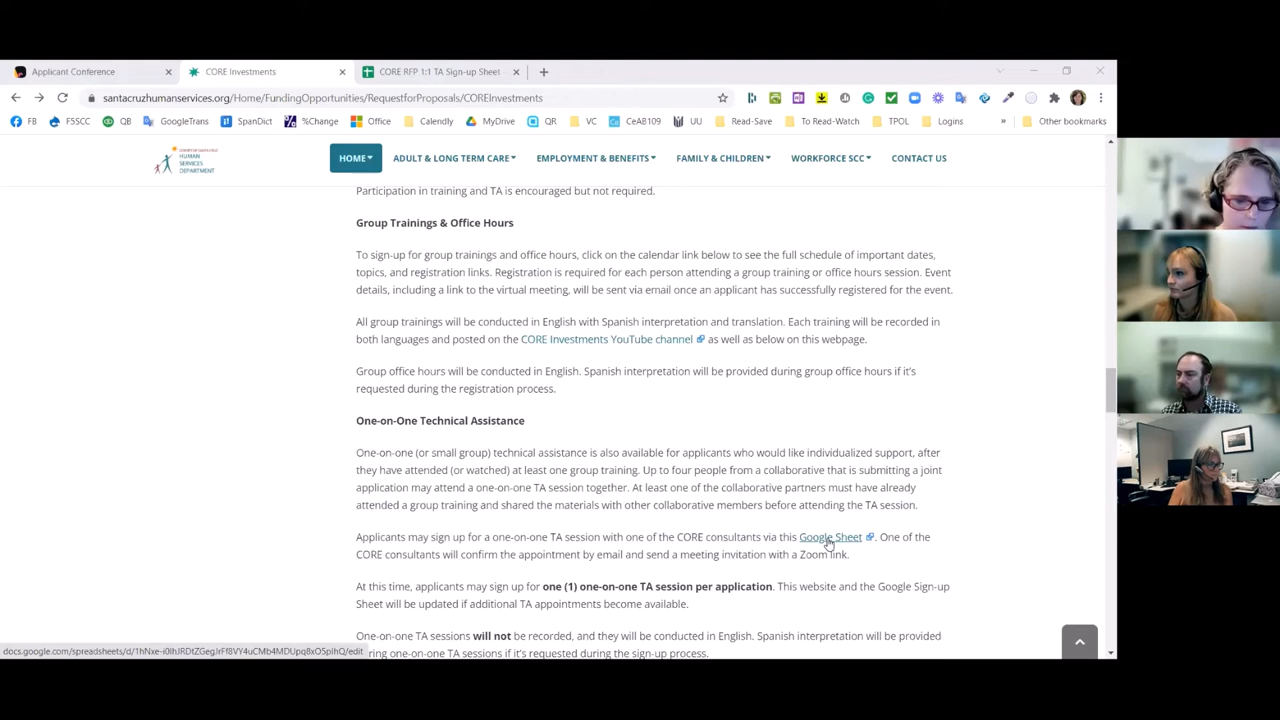 Applicant Conference
CORE Investments
CORE RFP 1:1 TA Sign-up Sheet
santacruzhumanservices.org/Home/FundingOpportunities/RequestforProposals/COREInvestments
FB
F5SCC
QB
GoogleTrans
SpanDict
%Change
Office
Calendly
MyDrive
QR
VC
CeAB109
UU
Read-Save
To Read-Watch
TPOL
Logins
»
Other bookmarks
HUMAN
SERVICES
DEPARTMENT
HOME
ADULT & LONG TERM CARE
EMPLOYMENT & BENEFITS
FAMILY & CHILDREN
WORKFORCE SCC
CONTACT US
Participation in training and TA is encouraged but not required.
Group Trainings & Office Hours
To sign-up for group trainings and office hours, click on the calendar link below to see the full schedule of important dates,
topics, and registration links. Registration is required for each person attending a group training or office hours session. Event
details, including a link to the virtual meeting, will be sent via email once an applicant has successfully registered for the event.
All group trainings will be conducted in English with Spanish interpretation and translation. Each training will be recorded in
both languages and posted on the CORE Investments YouTube channel as well as below on this webpage.
Group office hours will be conducted in English. Spanish interpretation will be provided during group office hours if it's
requested during the registration process.
One-on-One Technical Assistance
One-on-one (or small group) technical assistance is also available for applicants who would like individualized support, after
they have attended (or watched) at least one group training. Up to four people from a collaborative that is submitting a joint
application may attend a one-on-one TA session together. At least one of the collaborative partners must have already
attended a group training and shared the materials with other collaborative members before attending the TA session.
Applicants may sign up for a one-on-one TA session with one of the CORE consultants via this Google Sheet . One of the
CORE consultants will confirm the appointment by email and send a meeting invitation with a Zoom link.
At this time, applicants may sign up for one (1) one-on-one TA session per application. This website and the Google Sign-up
Sheet will be updated if additional TA appointments become available.
One-on-one TA sessions will not be recorded, and they will be conducted in English. Spanish interpretation will be provided
during one-on-one TA sessions if it's requested during the sign-up process.